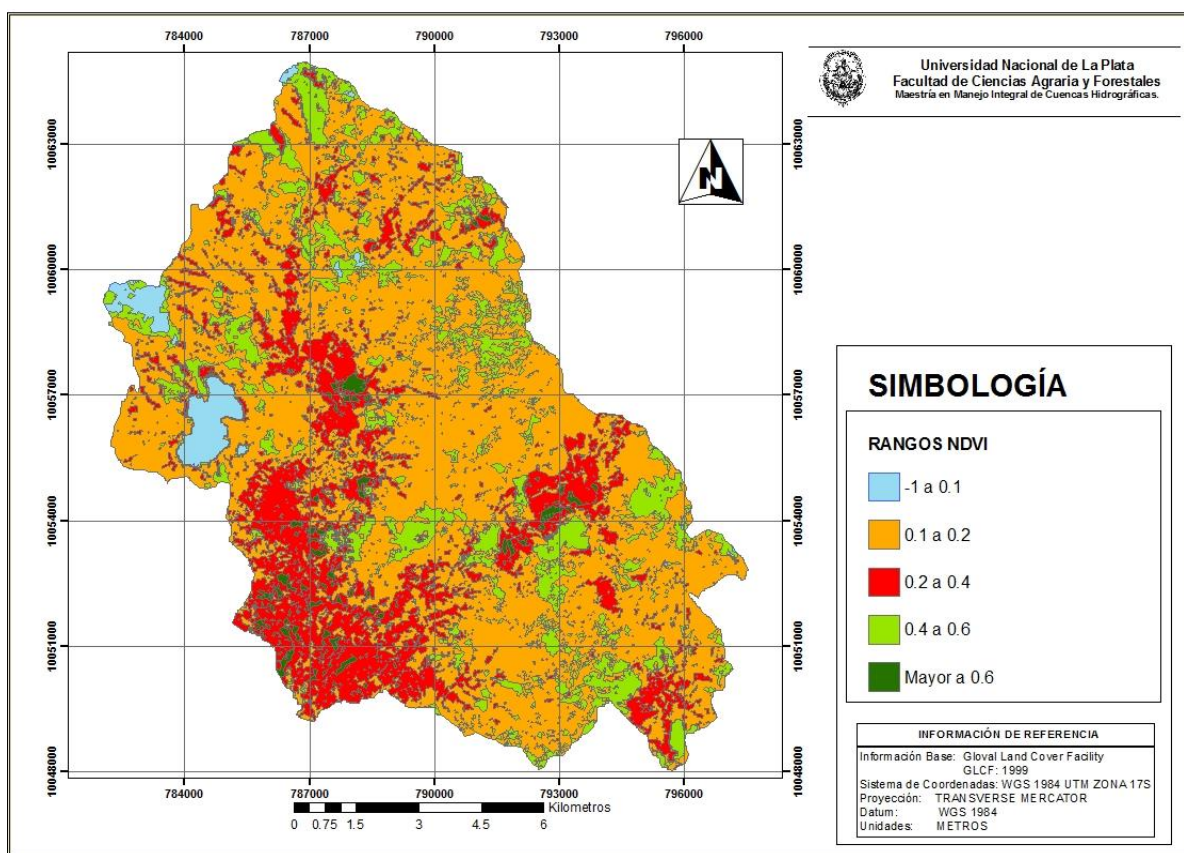 784000 787000 790000 793000 796000
10063000
10060000
10057000
10054000
10051000
10048000
10063000
10060000
10057000
10054000
10051000
10048000
N
784000 787000 790000 793000 796000
Kilometros
0 0.75 1.5 3 4.5 6
Universidad Nacional de La Plata
Facultad de Ciencias Agraria y Forestales
Maestría en Manejo Integral de Cuencas Hidrográficas.
SIMBOLOGÍA
RANGOS NDVI
-1 a 0.1
0.1 a 0.2
0.2 a 0.4
0.4 a 0.6
Mayor a 0.6
INFORMACIÓN DE REFERENCIA
Información Base: Gloval Land Cover Facility
GLCF: 1999
Sistema de Coordenadas: WGS 1984 UTM ZONA 17S
Proyección: TRANSVERSE MERCATOR
Datum: WGS 1984
Unidades: METROS